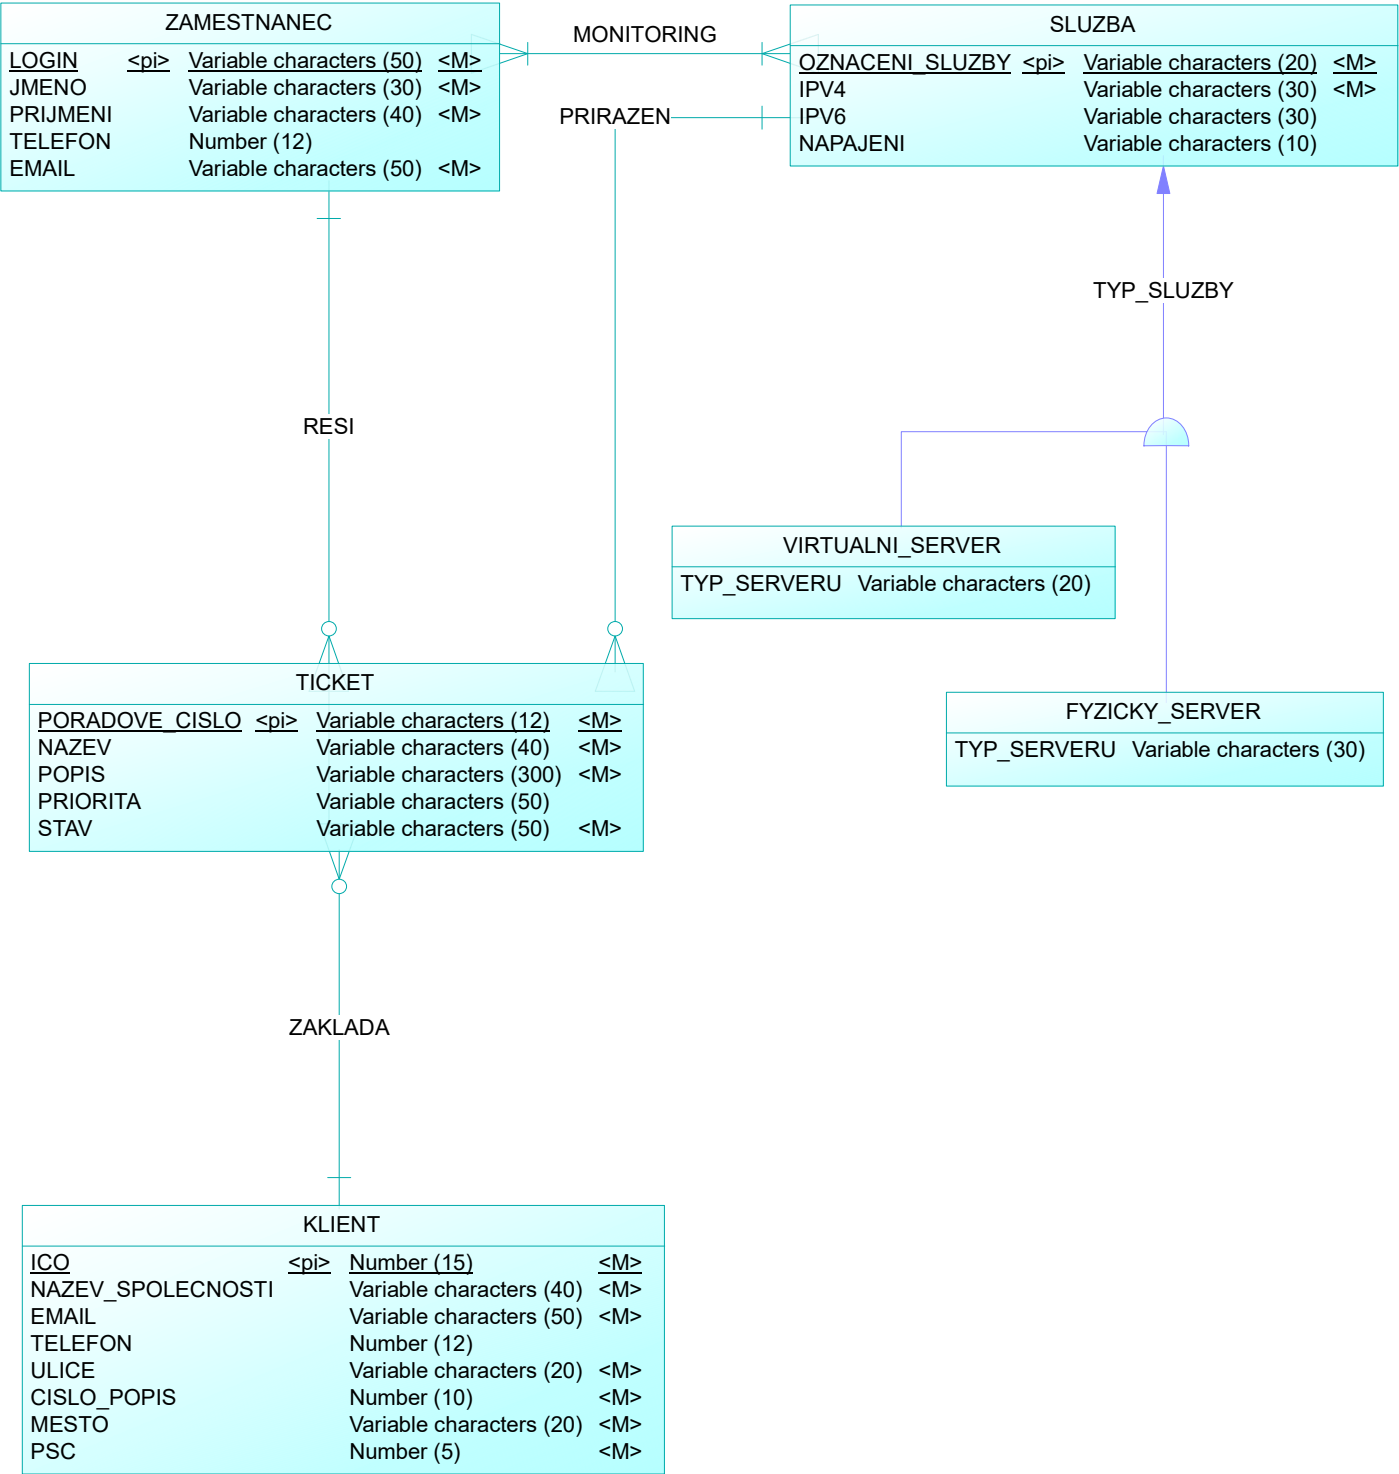 ZAMESTNANEC
LOGIN <pi> Variable characters (50) <M>
JMENO Variable characters (30) <M>
PRIJMENI Variable characters (40) <M>
TELEFON Number (12)
EMAIL Variable characters (50) <M>
MONITORING
SLUZBA
OZNACENI_SLUZBY <pi> Variable characters (20) <M>
IPV4 Variable characters (30) <M>
IPV6 Variable characters (30)
NAPAJENI Variable characters (10)
PRIRAZEN
TYP_SLUZBY
RESI
VIRTUALNI_SERVER
TYP_SERVERU Variable characters (20)
FYZICKY_SERVER
TYP_SERVERU Variable characters (30)
TICKET
PORADOVE_CISLO <pi> Variable characters (12) <M>
NAZEV Variable characters (40) <M>
POPIS Variable characters (300) <M>
PRIORITA Variable characters (50)
STAV Variable characters (50) <M>
ZAKLADA
KLIENT
ICO <pi> Number (15) <M>
NAZEV_SPOLECNOSTI Variable characters (40) <M>
EMAIL Variable characters (50) <M>
TELEFON Number (12)
ULICE Variable characters (20) <M>
CISLO_POPIS Number (10) <M>
MESTO Variable characters (20) <M>
PSC Number (5) <M>